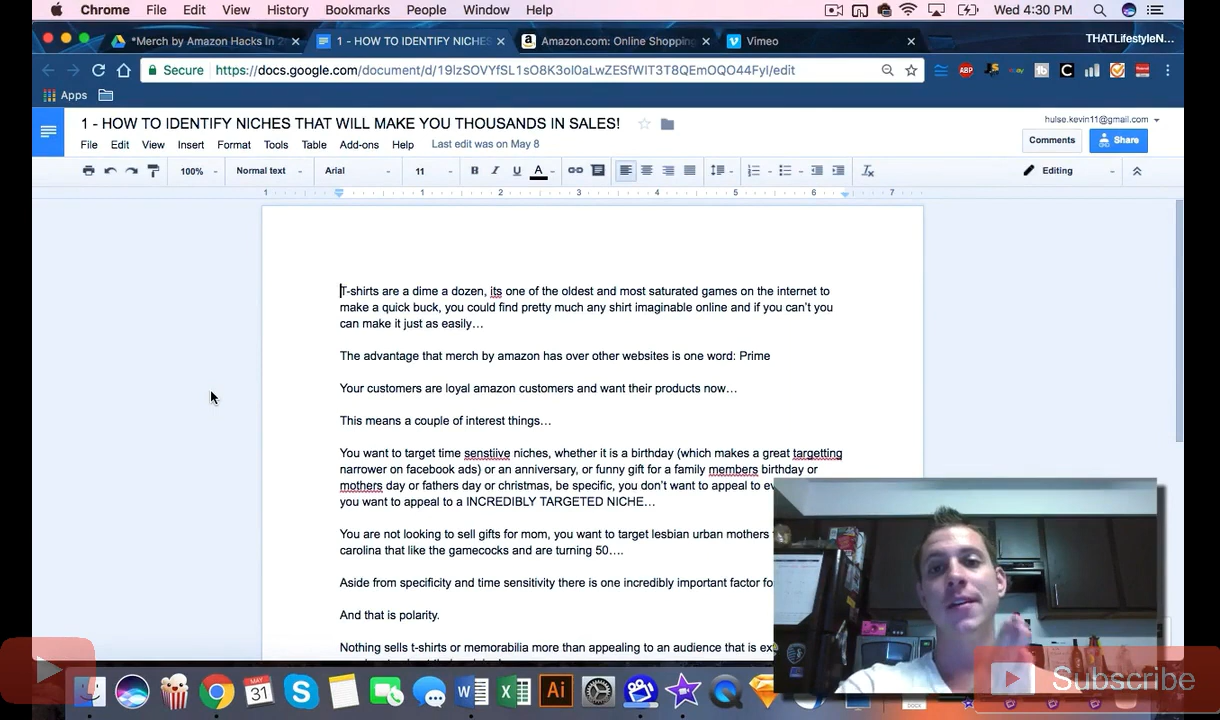 Chrome File Edit View History Bookmarks People Window Help Wed 4:30 PM
*Merch by Amazon Hacks In 1 - HOW TO IDENTIFY NICHES Amazon.com: Online Shopping Vimeo THATLifestyleN...
Secure https://docs.google.com/document/d/
ABP
Apps
1 - HOW TO IDENTIFY NICHES THAT WILL MAKE YOU THOUSANDS IN SALES! hulse.kevin11@gmail.com
File Edit View Insert Format Tools Table Add-ons Help Last edit was on May 8 Comments Share
100% Normal text Arial 11 B I U A Editing
1 1 2 3 4 5 6 7
T-shirts are a dime a dozen, its one of the oldest and most saturated games on the internet to
make a quick buck, you could find pretty much any shirt imaginable online and if you can't you
can make it just as easily…
The advantage that merch by amazon has over other websites is one word: Prime
Your customers are loyal amazon customers and want their products now…
This means a couple of interest things…
You want to target time senstiive niches, whether it is a birthday (which makes a great targetting
narrower on facebook ads) or an anniversary, or funny gift for a family members birthday or
mothers day or fathers day or christmas, be specific, you don't want to appeal to
you want to appeal to a INCREDIBLY TARGETED NICHE…
You are not looking to sell gifts for mom, you want to target lesbian urban mothers
carolina that like the gamecocks and are turning 50….
Aside from specificity and time sensitivity there is one incredibly important factor
And that is polarity.
Nothing sells t-shirts or memorabilia more than appealing to an audience that is
MAY
31
Ai
DOCX
Subscribe